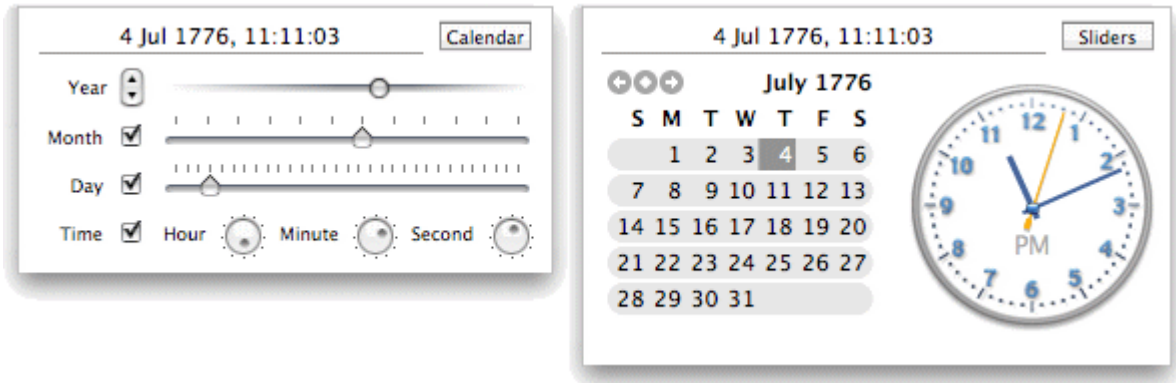 4 Jul 1776, 11:11:03 Calendar
Year
Month
Day
Time Hour Minute Second
4 Jul 1776, 11:11:03 Sliders
July 1776
S M T W T F S
1 2 3 4 5 6
7 8 9 10 11 12 13
14 15 16 17 18 19 20
21 22 23 24 25 26 27
28 29 30 31
12
11 1
10 2
9 3
PM
8 4
7 5
6